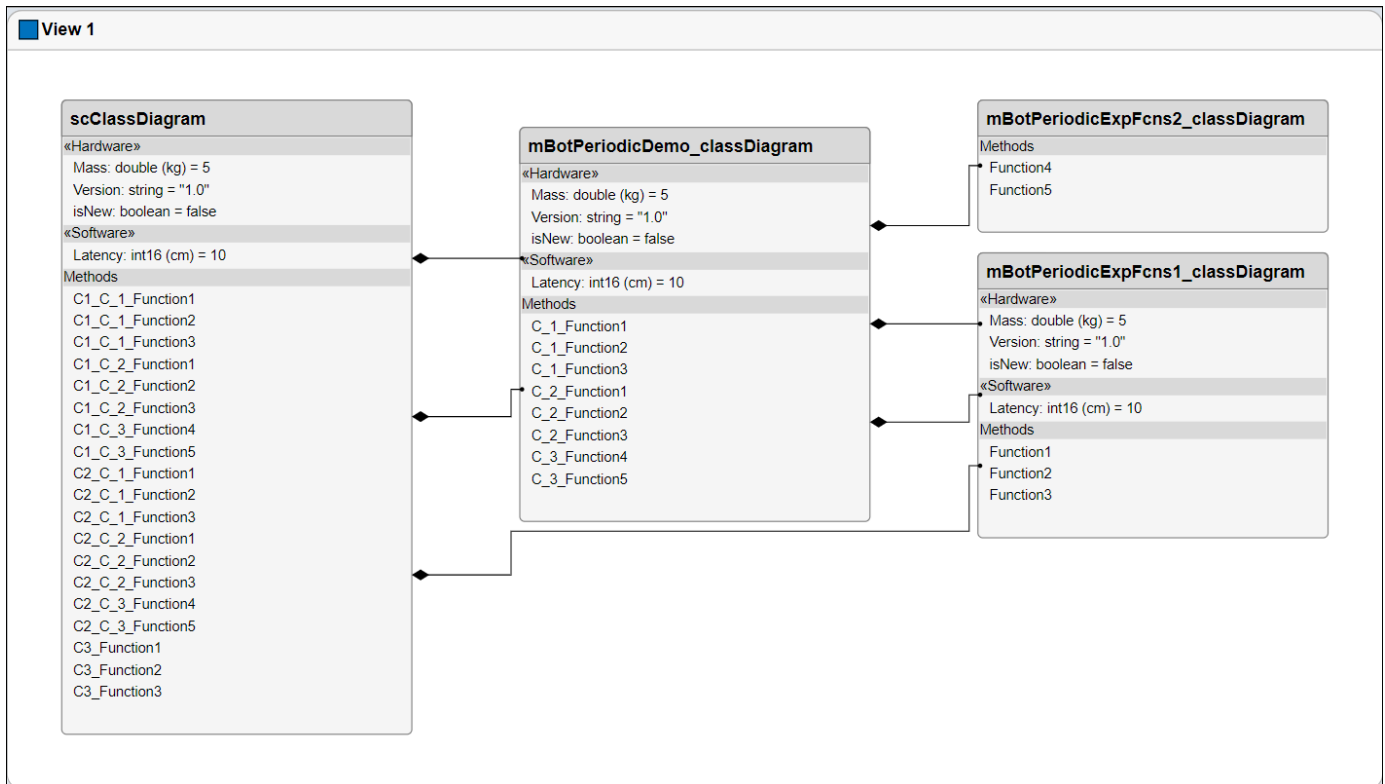 View 1
scClassDiagram
«Hardware»
Mass: double (kg) = 5
Version: string = "1.0"
isNew: boolean = false
«Software»
Latency: int16 (cm) = 10
Methods
C1_C_1_Function1
C1_C_1_Function2
C1_C_1_Function3
C1_C_2_Function1
C1_C_2_Function2
C1_C_2_Function3
C1_C_3_Function4
C1_C_3_Function5
C2_C_1_Function1
C2_C_1_Function2
C2_C_1_Function3
C2_C_2_Function1
C2_C_2_Function2
C2_C_2_Function3
C2_C_3_Function4
C2_C_3_Function5
C3_Function1
C3_Function2
C3_Function3
mBotPeriodicDemo_classDiagram
«Hardware»
Mass: double (kg) = 5
Version: string = "1.0"
isNew: boolean = false
«Software»
Latency: int16 (cm) = 10
Methods
C_1_Function1
C_1_Function2
C_1_Function3
C_2_Function1
C_2_Function2
C_2_Function3
C_3_Function4
C_3_Function5
mBotPeriodicExpFcns2_classDiagram
Methods
Function4
Function5
mBotPeriodicExpFcns1_classDiagram
«Hardware»
Mass: double (kg) = 5
Version: string = "1.0"
isNew: boolean = false
«Software»
Latency: int16 (cm) = 10
Methods
Function1
Function2
Function3